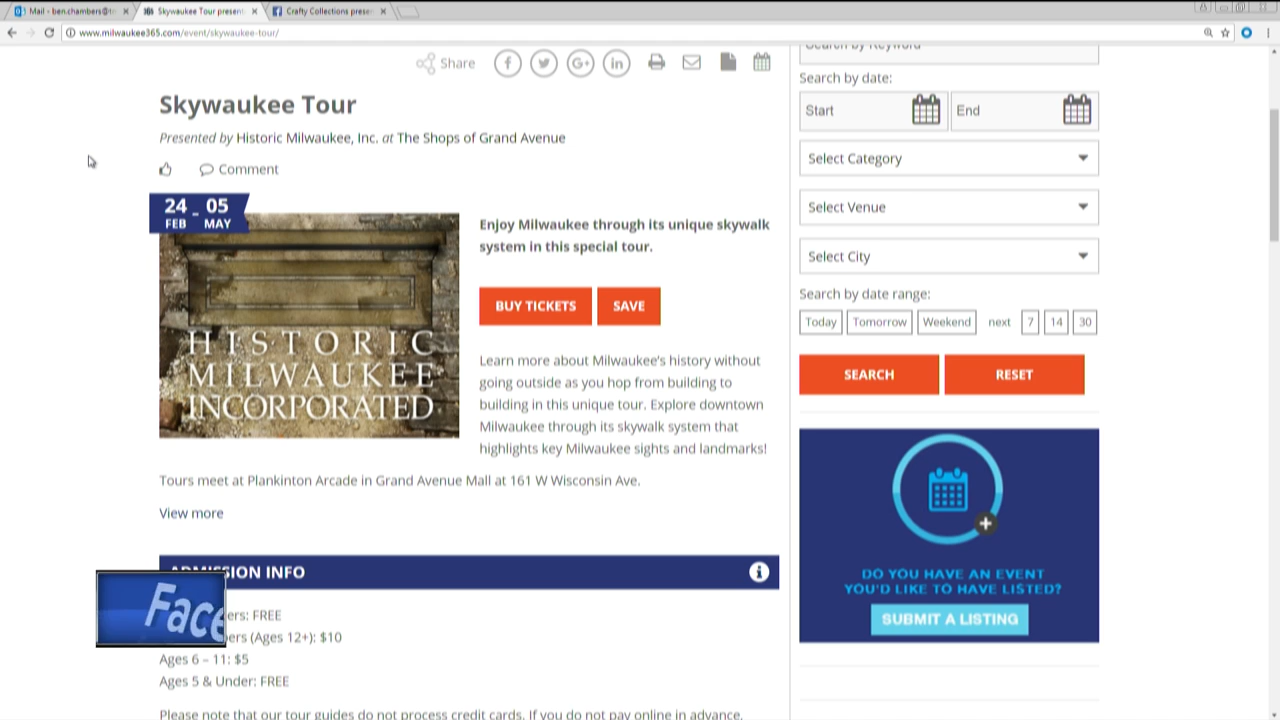 Mail - ben.chambers@t
Skywaukee Tour present
Crafty Collections prese
www.milwaukee365.com/event/skywaukee-tour/
Share
Skywaukee Tour
Presented by Historic Milwaukee, Inc. at The Shops of Grand Avenue
Comment
24 - 05
FEB MAY
HISTORIC
MILWAUKEE
INCORPORATED
Enjoy Milwaukee through its unique skywalk
system in this special tour.
BUY TICKETS
SAVE
Learn more about Milwaukee's history without
going outside as you hop from building to
building in this unique tour. Explore downtown
Milwaukee through its skywalk system that
highlights key Milwaukee sights and landmarks!
Tours meet at Plankinton Arcade in Grand Avenue Mall at 161 W Wisconsin Ave.
View more
ADMISSION INFO
Face
ers: FREE
ers (Ages 12+): $10
Ages 6 – 11: $5
Ages 5 & Under: FREE
Please note that our tour guides do not process credit cards. If you do not pay online in advance,
Search by Keyword
Search by date:
Start
End
Select Category
Select Venue
Select City
Search by date range:
Today Tomorrow Weekend next 7 14 30
SEARCH
RESET
DO YOU HAVE AN EVENT
YOU'D LIKE TO HAVE LISTED?
SUBMIT A LISTING